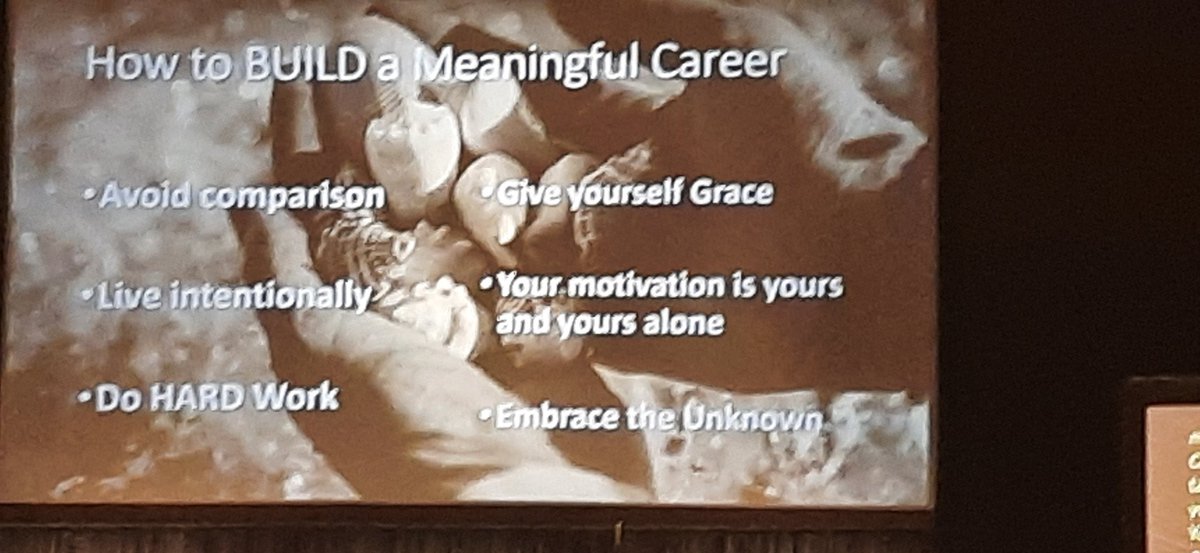 How to BUILD a Meaningful Career
• Avoid comparison
• Live intentionally
• Do HARD Work
• Give yourself Grace
• Your motivation is yours
and yours alone
• Embrace the Unknown